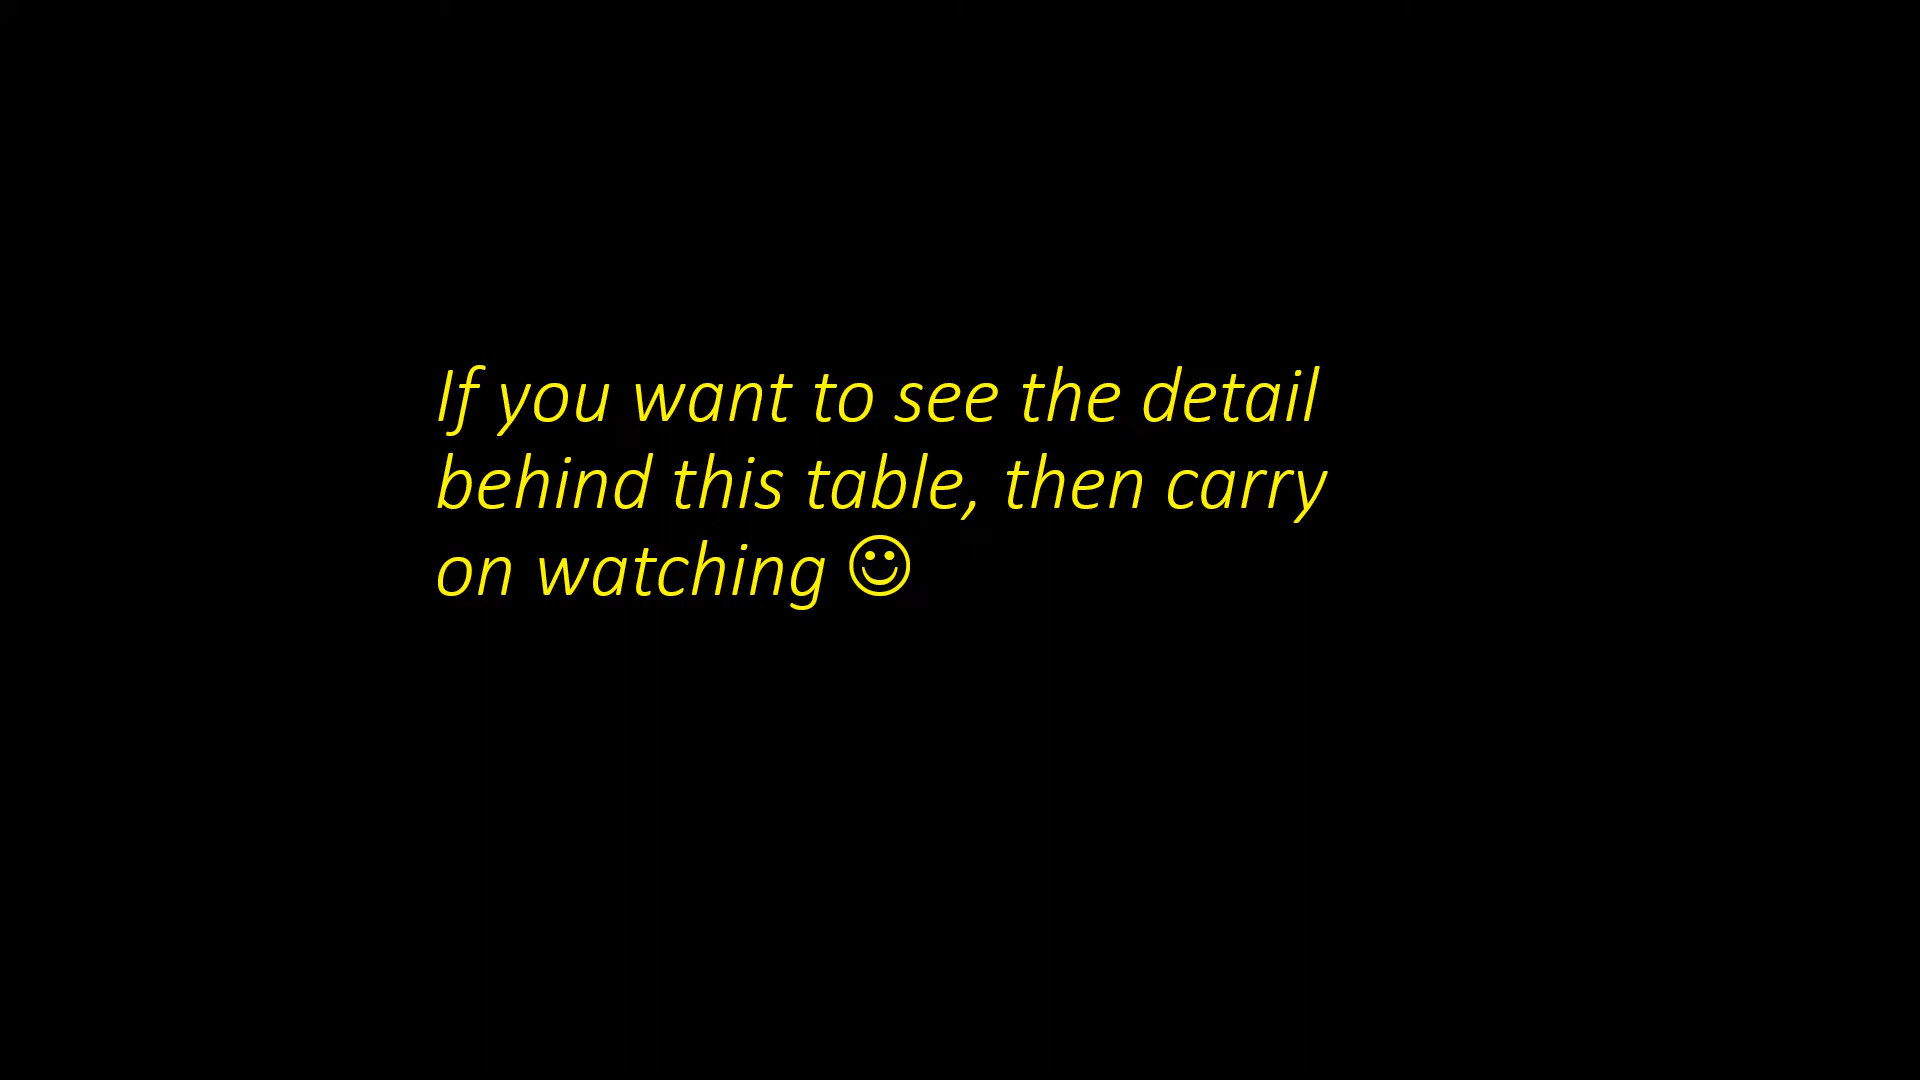 If you want to see the detail
behind this table, then carry
on watching ☺